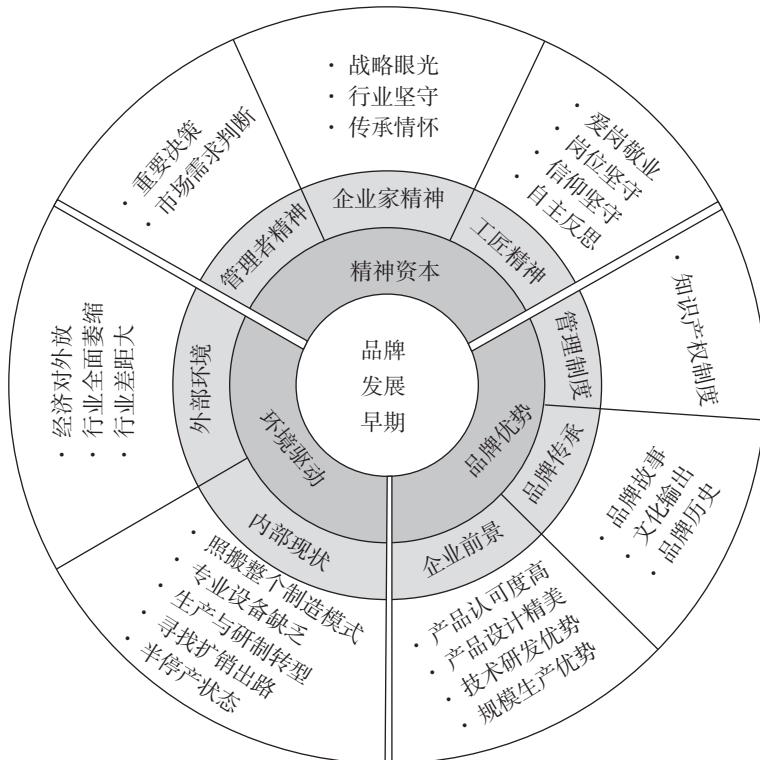 品牌
发展
早期
精神资本
管理者精神
· 重要决策
· 市场需求判断
企业家精神
· 战略眼光
· 行业坚守
· 传承情怀
工匠精神
· 爱岗敬业
· 岗位坚守
· 信仰坚守
· 自主反思
品牌优势
管理制度
· 知识产权制度
品牌传承
· 品牌故事
· 文化输出
· 品牌历史
企业前景
· 产品认可度高
· 产品设计精美
· 技术研发优势
· 规模生产优势
环境驱动
内部现状
· 照搬整个制造模式
· 专业设备缺乏
· 生产与研制转型
· 寻找扩销出路
· 半停产状态
外部环境
· 经济对外放
· 行业全面萎缩
· 行业差距大